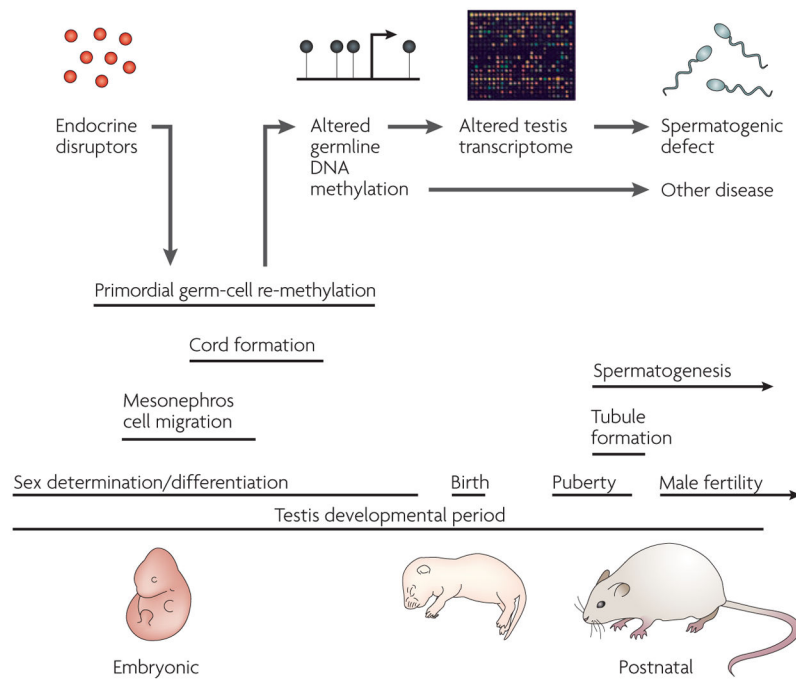 Endocrine
disruptors
Altered
germline
DNA
methylation
Altered testis
transcriptome
Spermatogenic
defect
Other disease
Primordial germ-cell re-methylation
Cord formation
Mesonephros
cell migration
Spermatogenesis
Tubule
formation
Sex determination/differentiation
Birth
Puberty
Male fertility
Testis developmental period
Embryonic
Postnatal